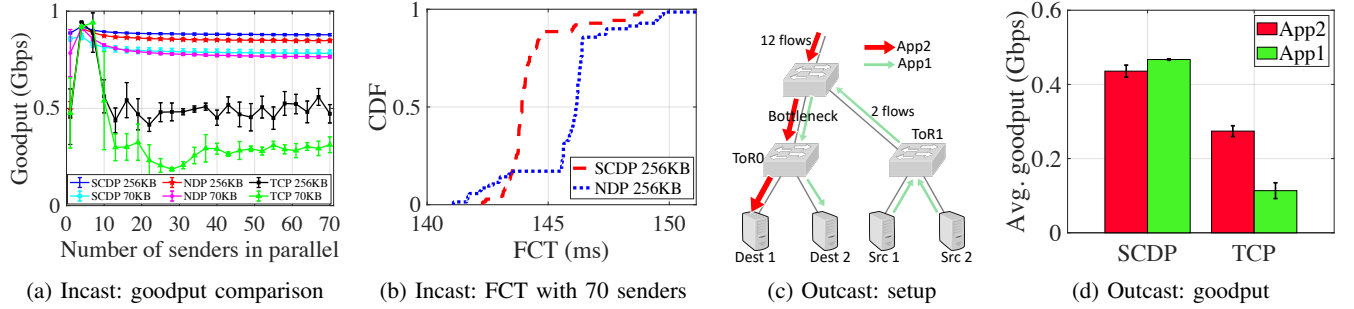 Goodput (Gbps)
1
0.5
0
SCDP 256KB
NDP 256KB
TCP 256KB
SCDP 70KB
NDP 70KB
TCP 70KB
0 10 20 30 40 50 60 70
Number of senders in parallel
(a) Incast: goodput comparison
CDF
1
0.5
0
SCDP 256KB
NDP 256KB
140 145 150
FCT (ms)
(b) Incast: FCT with 70 senders
12 flows
App2
App1
Bottleneck
2 flows
ToR0
ToR1
Dest 1
Dest 2
Src 1
Src 2
(c) Outcast: setup
Avg. goodput (Gbps)
0.6
0.4
0.2
0
App2
App1
SCDP TCP
(d) Outcast: goodput